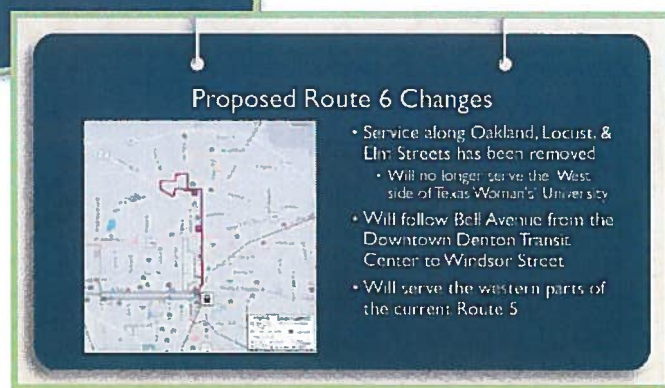 Proposed Route 6 Changes
• Service along Oakland, Locust, &
Elm Streets has been removed
• Will no longer serve the West
side of Texas Woman's' University
• Will follow Bell Avenue from the
Downtown Denton Transit
Center to Windsor Street
• Will serve the western parts of
the current Route 5